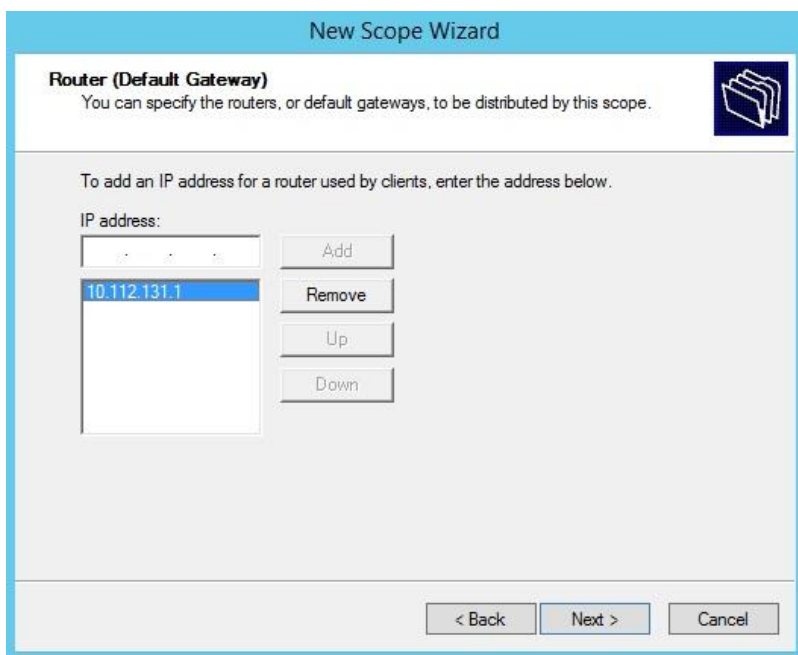 New Scope Wizard
Router (Default Gateway)
You can specify the routers, or default gateways, to be distributed by this scope.
To add an IP address for a router used by clients, enter the address below.
IP address:
. . .
Add
10.112.131.1
Remove
Up
Down
< Back
Next >
Cancel